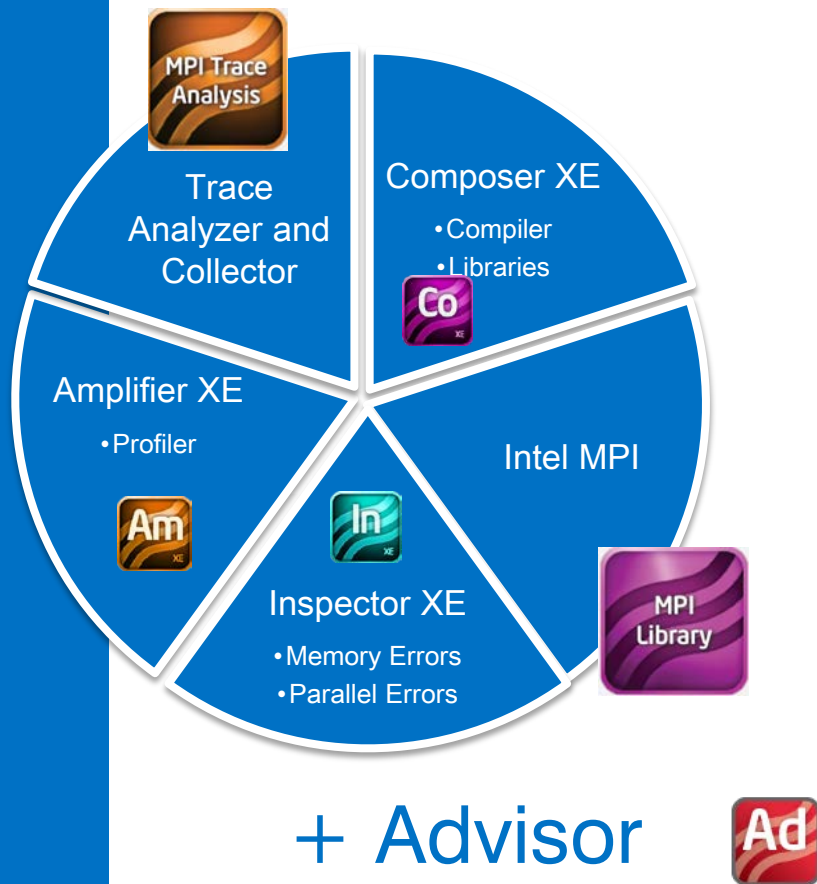 MPI Trace
Analysis
Trace
Analyzer and
Collector
Composer XE
•Compiler
•Libraries
Co
XE
Amplifier XE
•Profiler
Am
XE
Intel MPI
MPI
Library
In
XE
Inspector XE
•Memory Errors
•Parallel Errors
+ Advisor
Ad